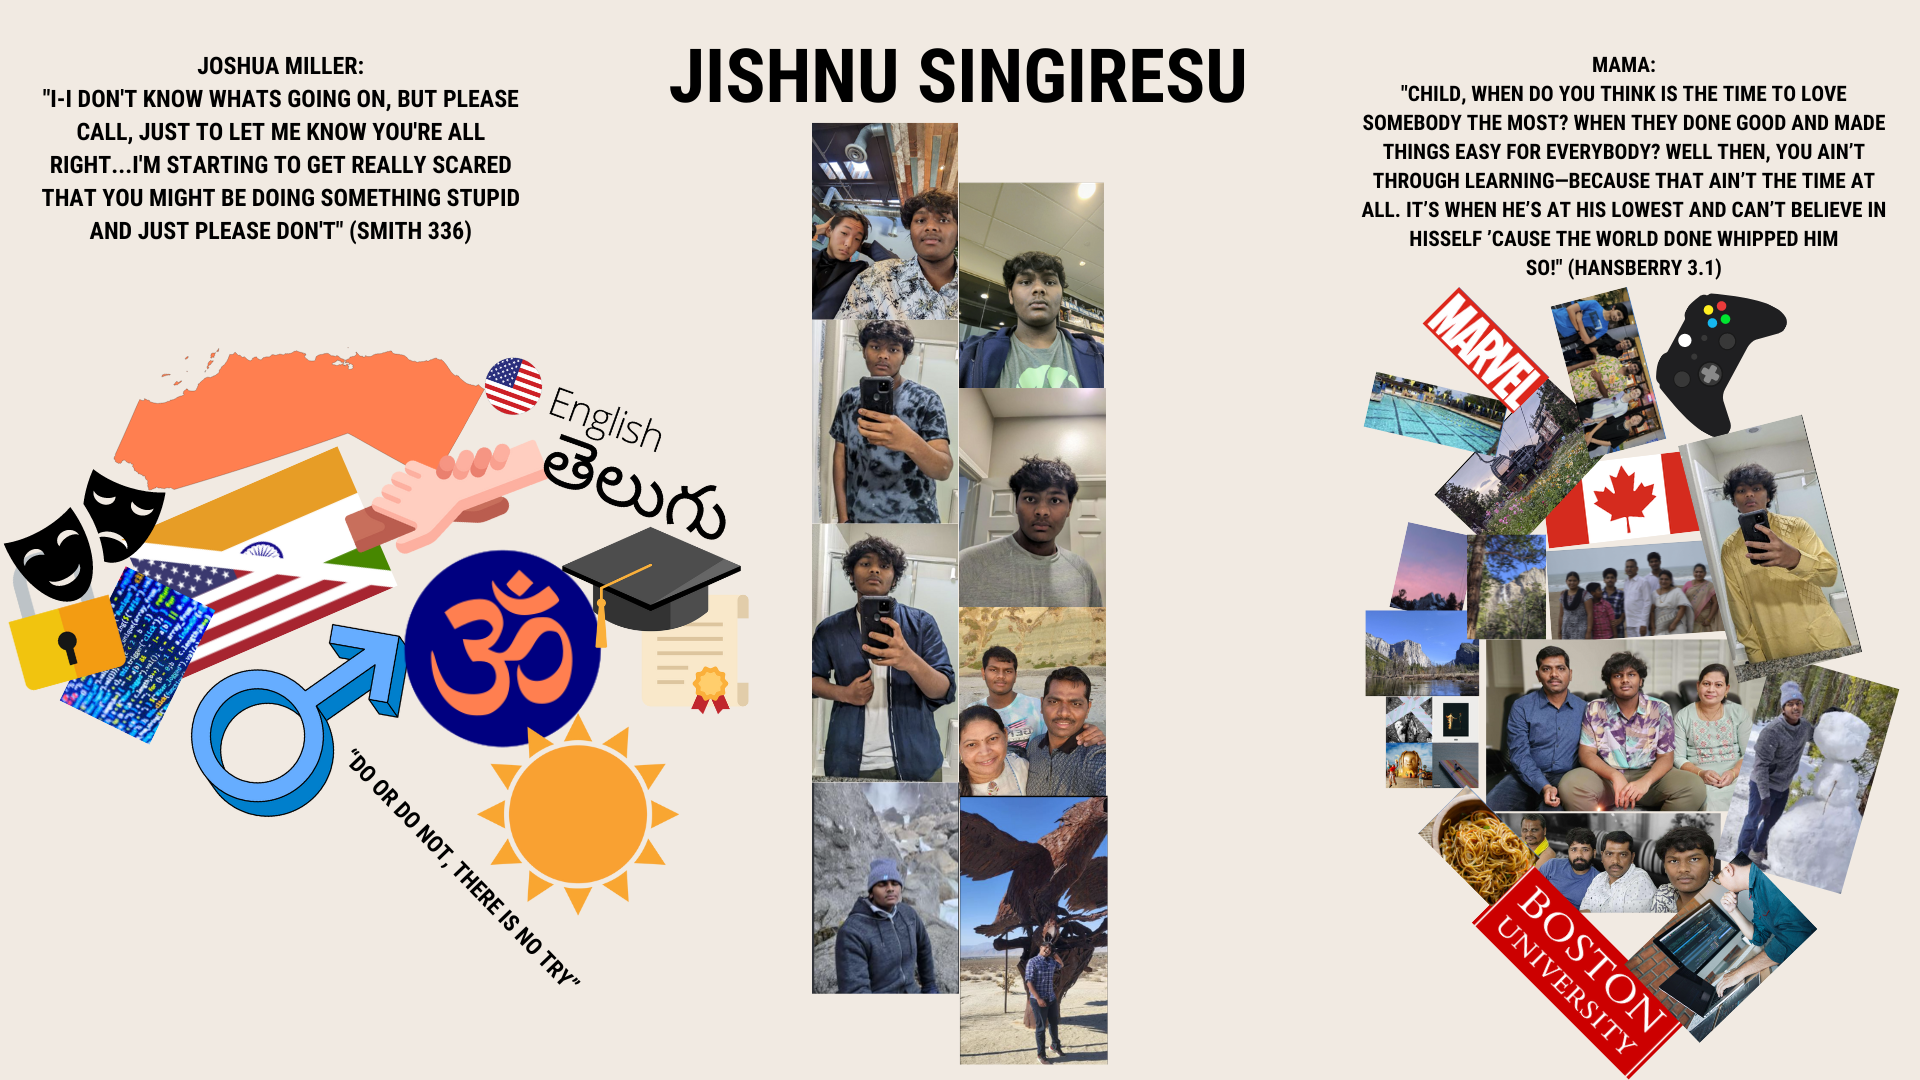 JISHNU SINGIRESU
JOSHUA MILLER:
"I-I DON'T KNOW WHATS GOING ON, BUT PLEASE
CALL, JUST TO LET ME KNOW YOU'RE ALL
RIGHT...I'M STARTING TO GET REALLY SCARED
THAT YOU MIGHT BE DOING SOMETHING STUPID
AND JUST PLEASE DON'T" (SMITH 336)
MAMA:
"CHILD, WHEN DO YOU THINK IS THE TIME TO LOVE
SOMEBODY THE MOST? WHEN THEY DONE GOOD AND MADE
THINGS EASY FOR EVERYBODY? WELL THEN, YOU AIN’T
THROUGH LEARNING—BECAUSE THAT AIN’T THE TIME AT
ALL. IT’S WHEN HE’S AT HIS LOWEST AND CAN’T BELIEVE IN
HISSELF ’CAUSE THE WORLD DONE WHIPPED HIM
SO!" (HANSBERRY 3.1)
English
తెలుగు
ॐ
"DO OR DO NOT, THERE IS NO TRY"
MARVEL
BOSTON
UNIVERSITY